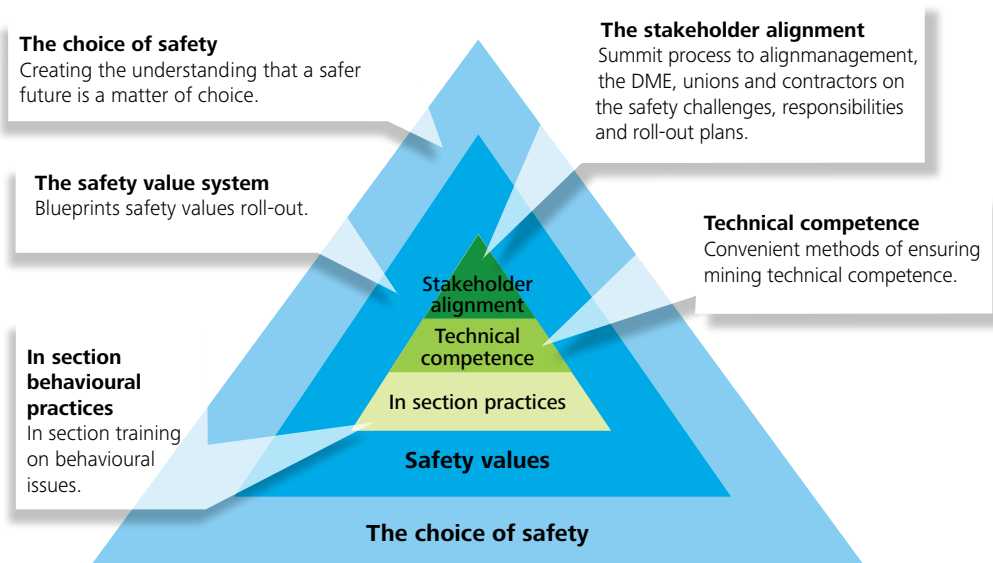 The choice of safety
Creating the understanding that a safer
future is a matter of choice.
The stakeholder alignment
Summit process to alignmanagement,
the DME, unions and contractors on
the safety challenges, responsibilities
and roll-out plans.
The safety value system
Blueprints safety values roll-out.
Technical competence
Convenient methods of ensuring
mining technical competence.
In section
behavioural
practices
In section training
on behavioural
issues.
Stakeholder
alignment
Technical
competence
In section practices
Safety values
The choice of safety